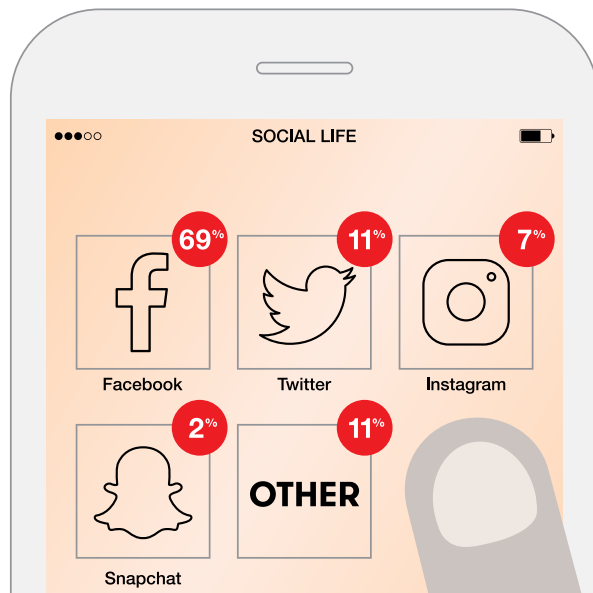 SOCIAL LIFE
69% 11% 7%
Facebook Twitter Instagram
2% 11%
OTHER
Snapchat